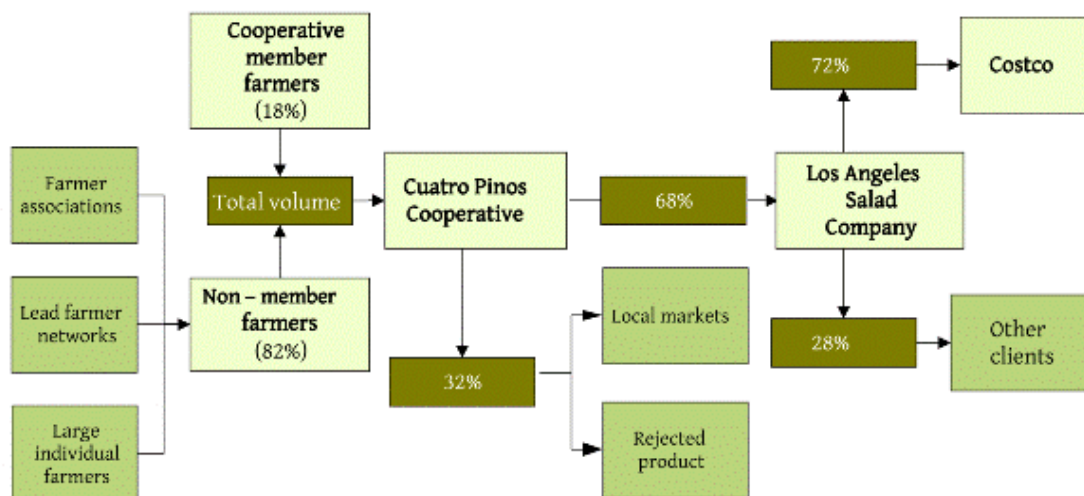 Cooperative
member
farmers
(18%)
72%
Costco
Farmer
associations
Total volume
Cuatro Pinos
Cooperative
68%
Los Angeles
Salad
Company
Lead farmer
networks
Non – member
farmers
(82%)
Local markets
28%
Other
clients
32%
Large
individual
farmers
Rejected
product